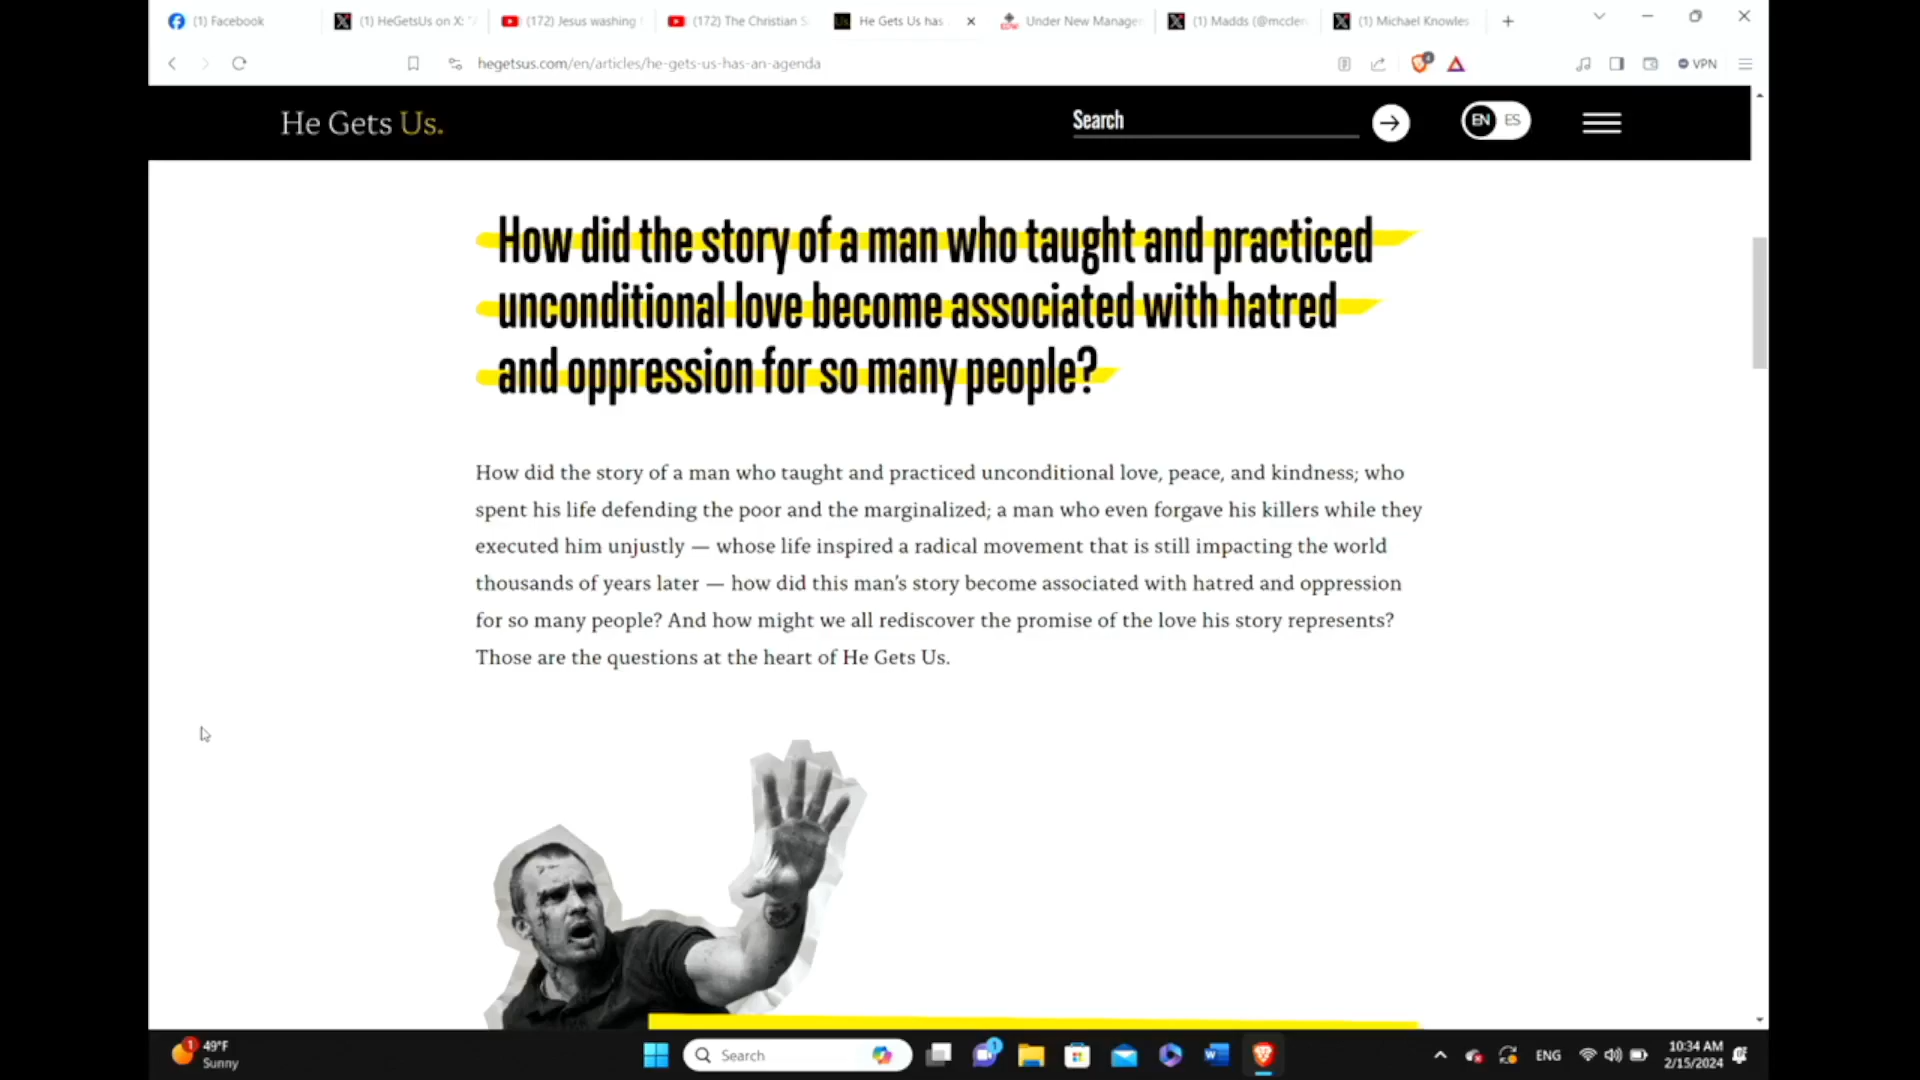 (1) Facebook
(1) HeGetsUs on X: "
(172) Jesus washing
(172) The Christian S
He Gets Us has
Under New Manage
(1) Madds (@mccler
(1) Michael Knowles
hegetsus.com/en/articles/he-gets-us-has-an-agenda
VPN
He Gets Us.
Search
EN ES
How did the story of a man who taught and practiced
unconditional love become associated with hatred
and oppression for so many people?
How did the story of a man who taught and practiced unconditional love, peace, and kindness; who
spent his life defending the poor and the marginalized; a man who even forgave his killers while they
executed him unjustly — whose life inspired a radical movement that is still impacting the world
thousands of years later — how did this man's story become associated with hatred and oppression
for so many people? And how might we all rediscover the promise of the love his story represents?
Those are the questions at the heart of He Gets Us.
1
49°F
Sunny
Search
1
ENG
10:34 AM
2/15/2024